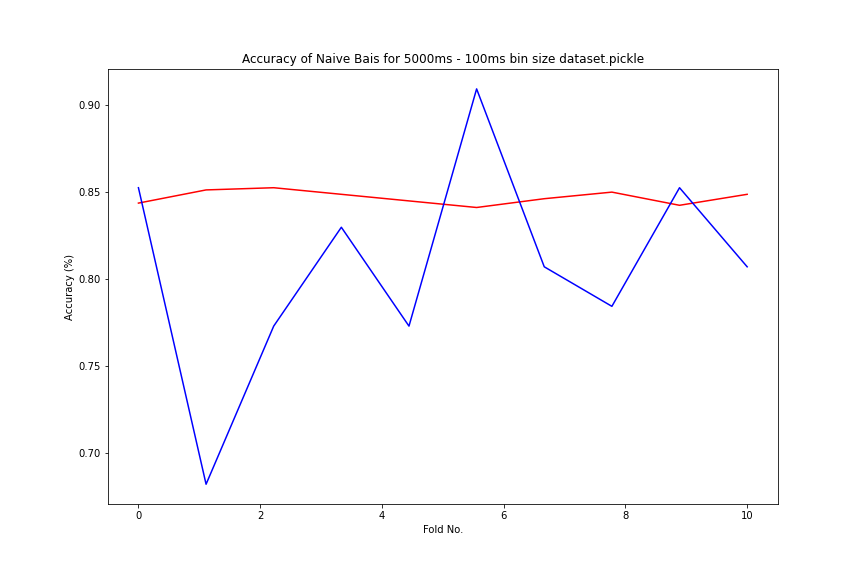 Accuracy of Naive Bais for 5000ms - 100ms bin size dataset.pickle
Accuracy (%)
0.90
0.85
0.80
0.75
0.70
0 2 4 6 8 10
Fold No.